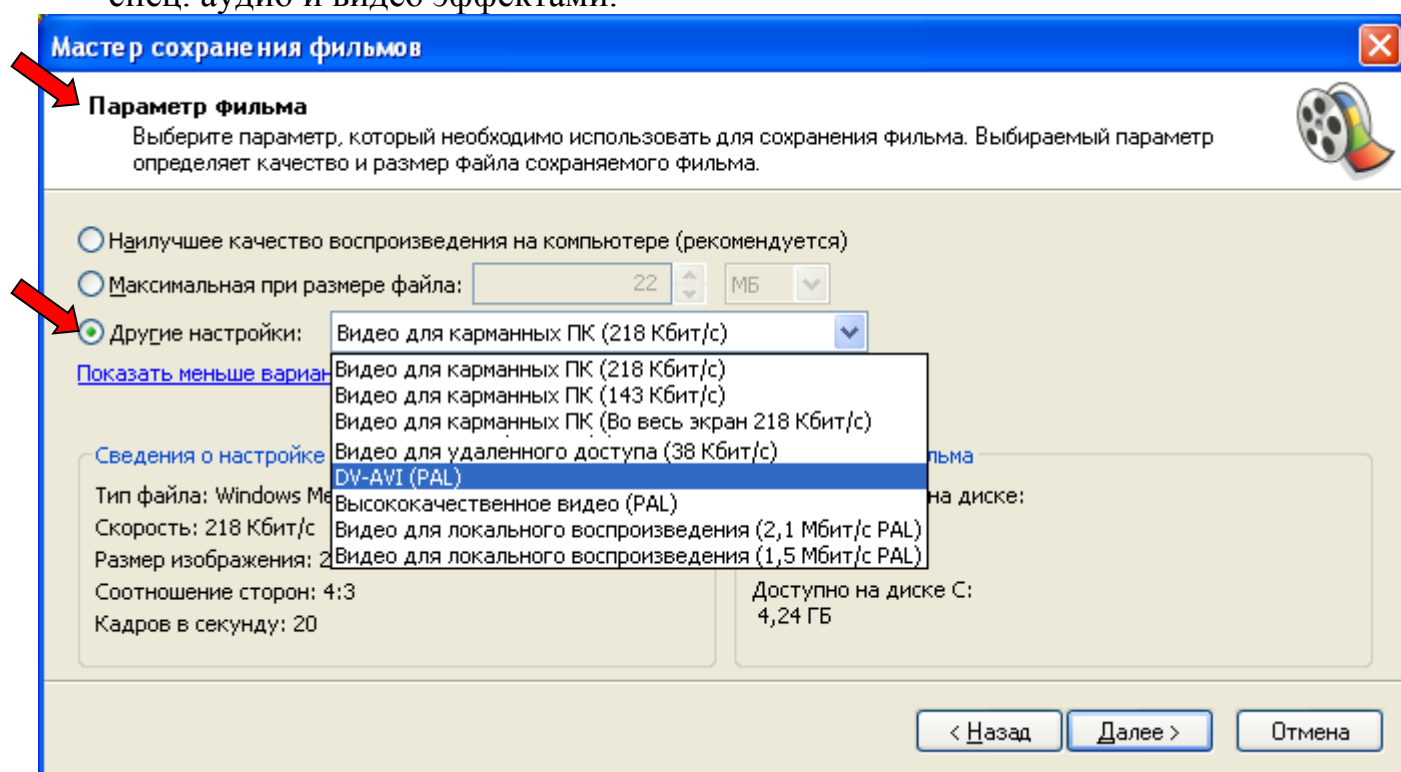 спец. аудио и видео эффектами.
Мастер сохранения фильмов
Параметр фильма
Выберите параметр, который необходимо использовать для сохранения фильма. Выбираемый параметр
определяет качество и размер файла сохраняемого фильма.
Наилучшее качество воспроизведения на компьютере (рекомендуется)
Максимальная при размере файла: 22 МБ
Другие настройки: Видео для карманных ПК (218 Кбит/с)
Показать меньше
Видео для карманных ПК (218 Кбит/с)
Видео для карманных ПК (143 Кбит/с)
Видео для карманных ПК (Во весь экран 218 Кбит/с)
Видео для удаленного доступа (38 Кбит/с)
DV-AVI (PAL)
Высококачественное видео (PAL)
Видео для локального воспроизведения (2,1 Мбит/с PAL)
Видео для локального воспроизведения (1,5 Мбит/с PAL)
Сведения о настройке
Тип файла: Windows
Скорость: 218 Кбит/с
Размер изображения:
Соотношение сторон: 4:3
Кадров в секунду: 20
на диске:
Доступно на диске C:
4,24 ГБ
< Назад Далее > Отмена